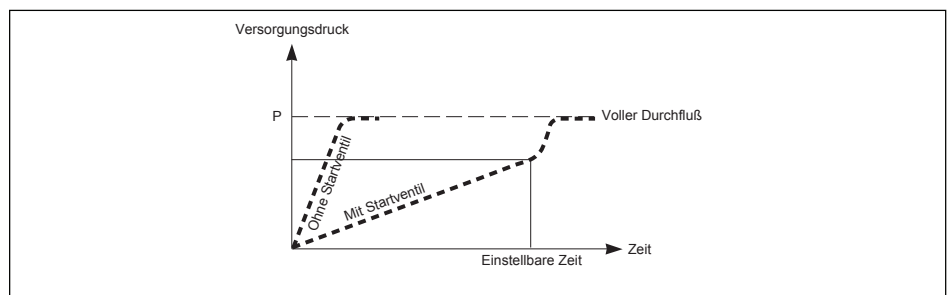 Versorgungsdruck
P
Voller Durchfluß
Ohne Startventil
Mit Startventil
Zeit
Einstellbare Zeit